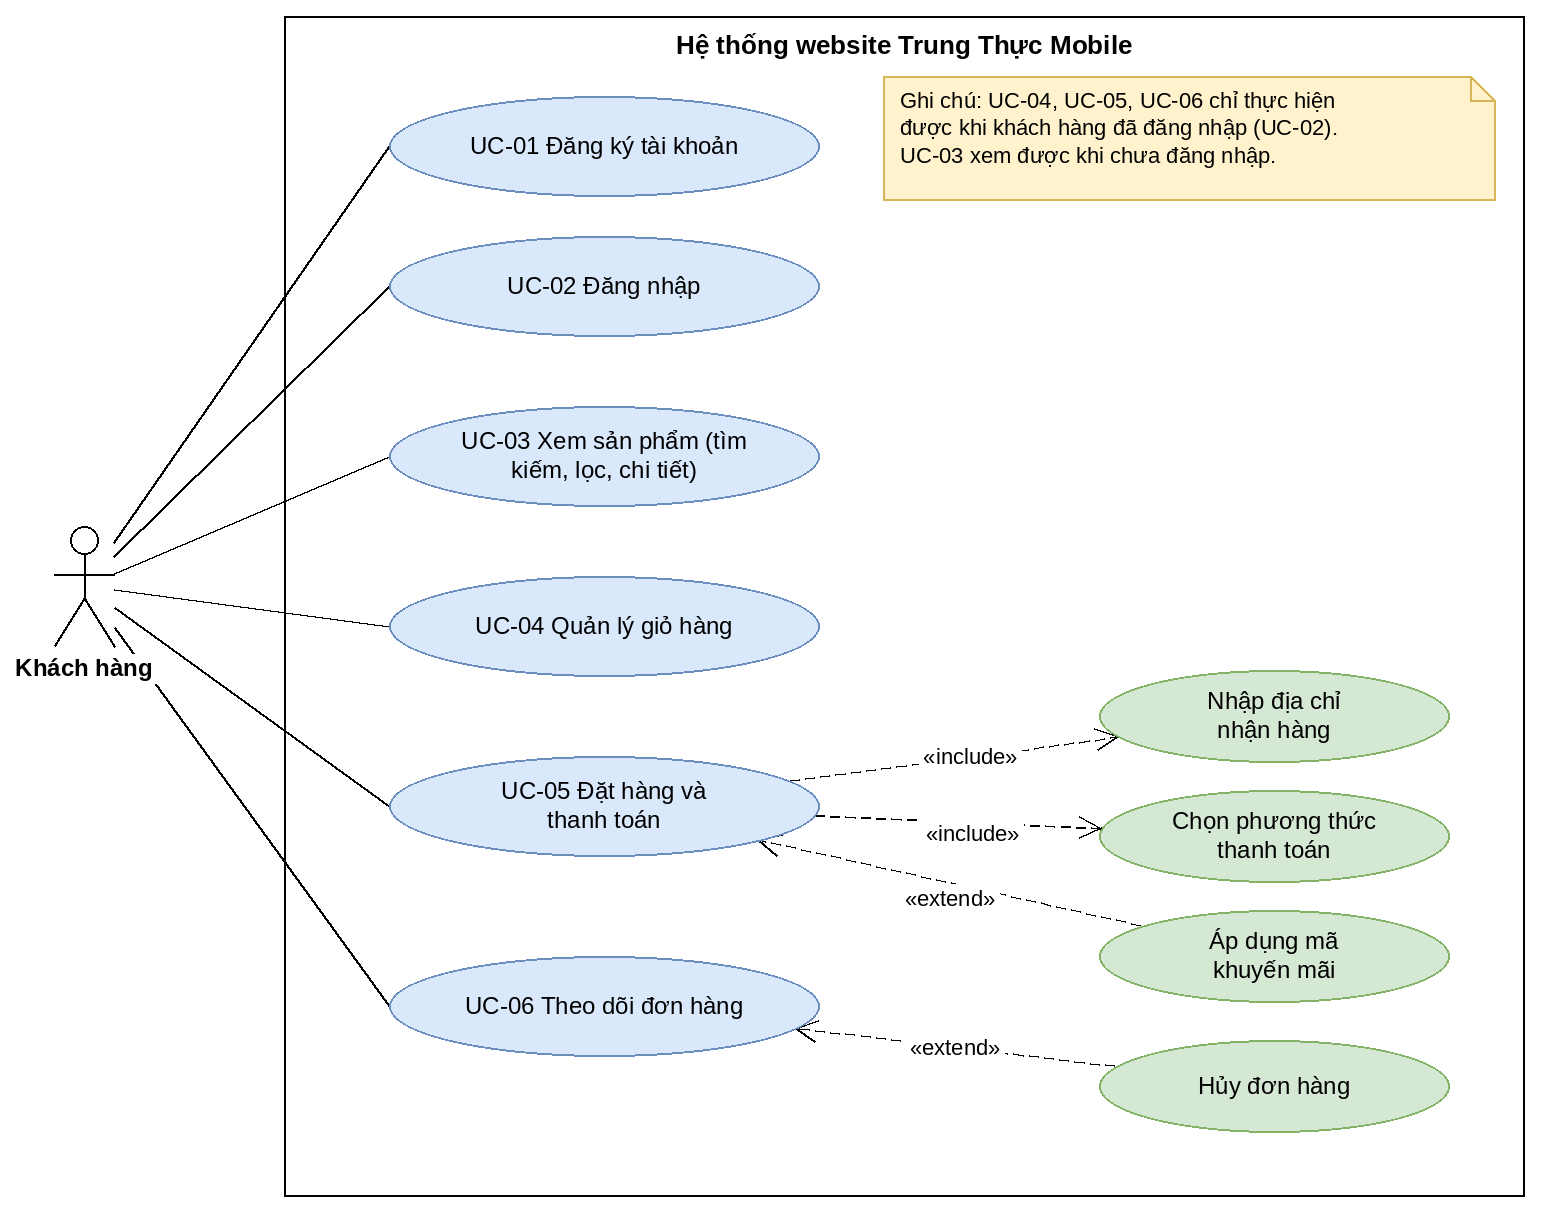 Hệ thống website Trung Thực Mobile
Ghi chú: UC-04, UC-05, UC-06 chỉ thực hiện
được khi khách hàng đã đăng nhập (UC-02).
UC-03 xem được khi chưa đăng nhập.
UC-01 Đăng ký tài khoản
UC-02 Đăng nhập
UC-03 Xem sản phẩm (tìm
kiếm, lọc, chi tiết)
Khách hàng
UC-04 Quản lý giỏ hàng
Nhập địa chỉ
nhận hàng
«include»
UC-05 Đặt hàng và
thanh toán
«include»
Chọn phương thức
thanh toán
«extend»
Áp dụng mã
khuyến mãi
UC-06 Theo dõi đơn hàng
«extend»
Hủy đơn hàng